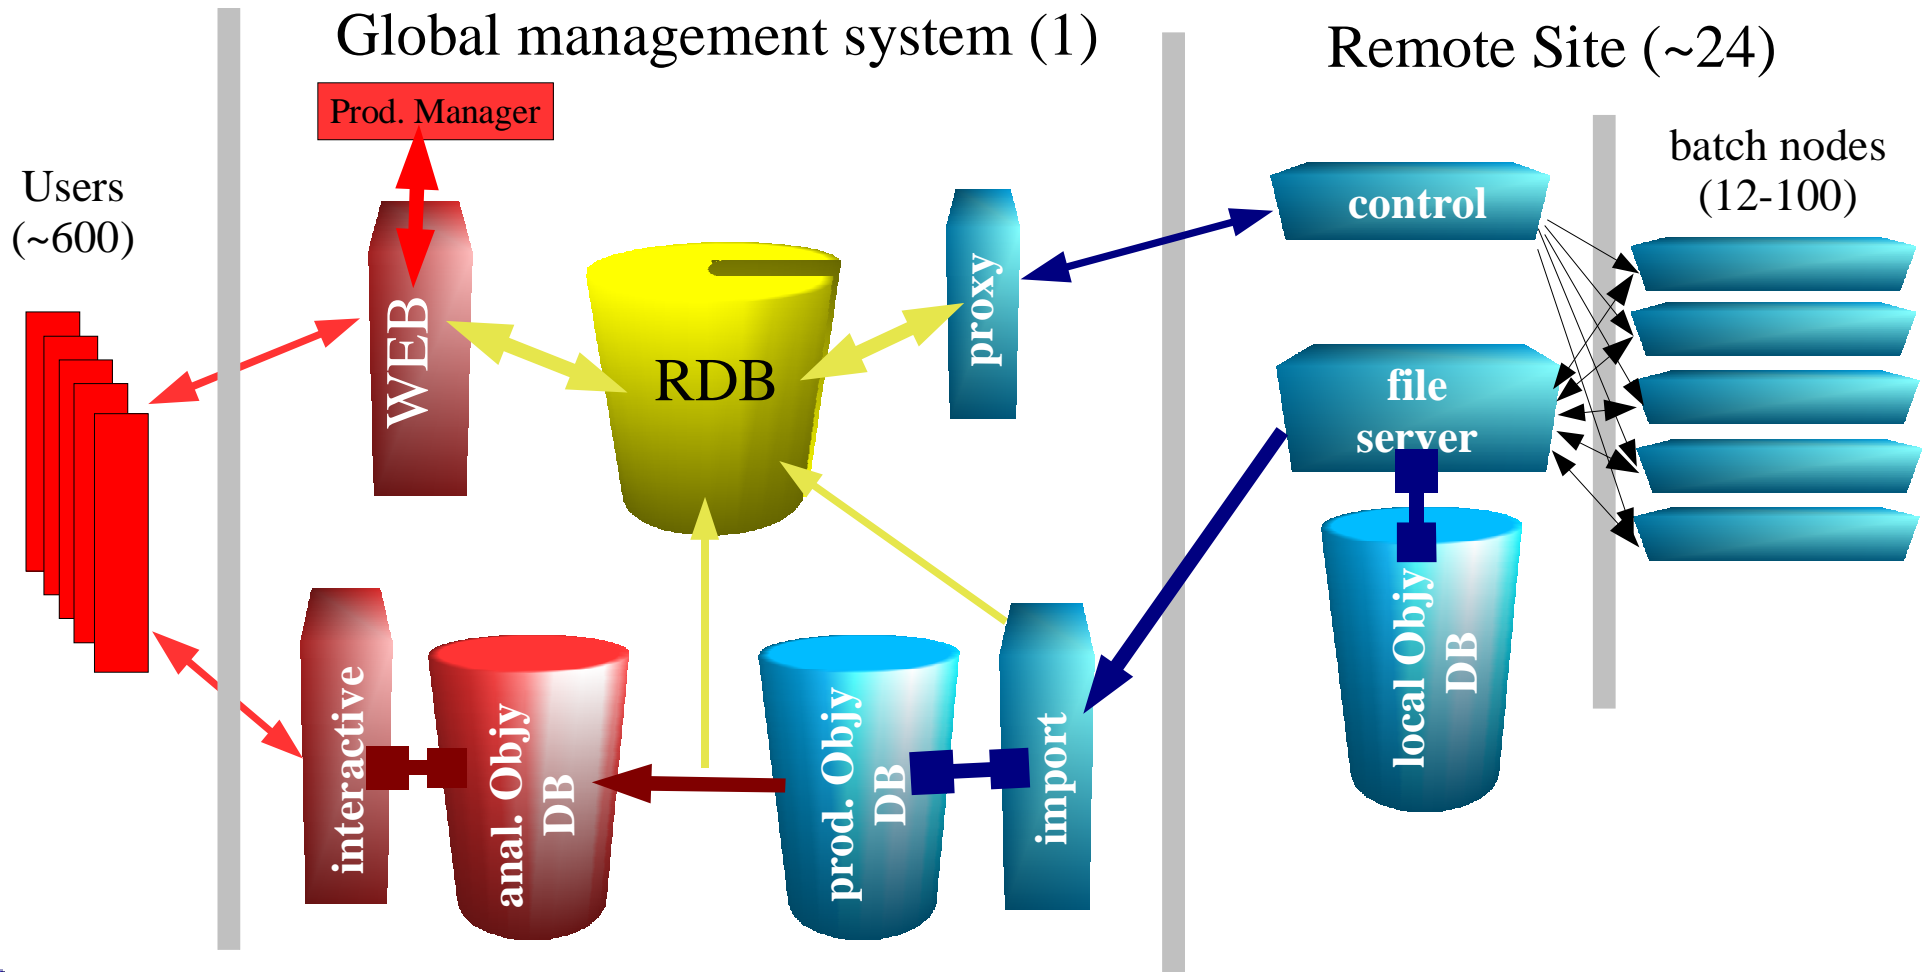 Global management system (1)
Remote Site (~24)
Prod. Manager
Users
(~600)
batch nodes
(12-100)
WEB
RDB
proxy
control
file
server
interactive
anal. Objy
DB
prod. Objy
DB
import
local Objy
DB